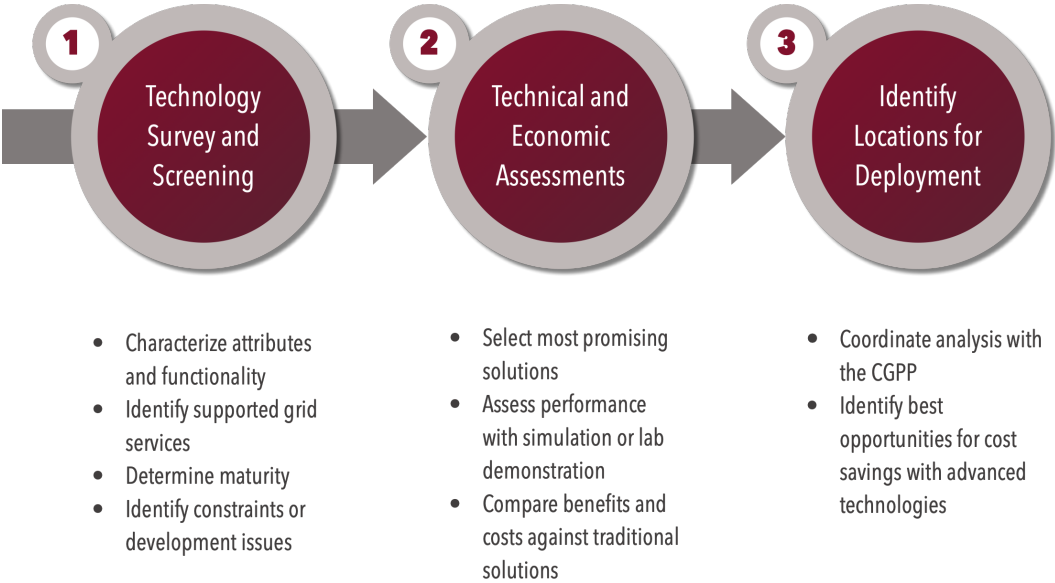 1
Technology
Survey and
Screening
• Characterize attributes
and functionality
• Identify supported grid
services
• Determine maturity
• Identify constraints or
development issues
2
Technical and
Economic
Assessments
• Select most promising
solutions
• Assess performance
with simulation or lab
demonstration
• Compare benefits and
costs against traditional
solutions
3
Identify
Locations for
Deployment
• Coordinate analysis with
the CGPP
• Identify best
opportunities for cost
savings with advanced
technologies